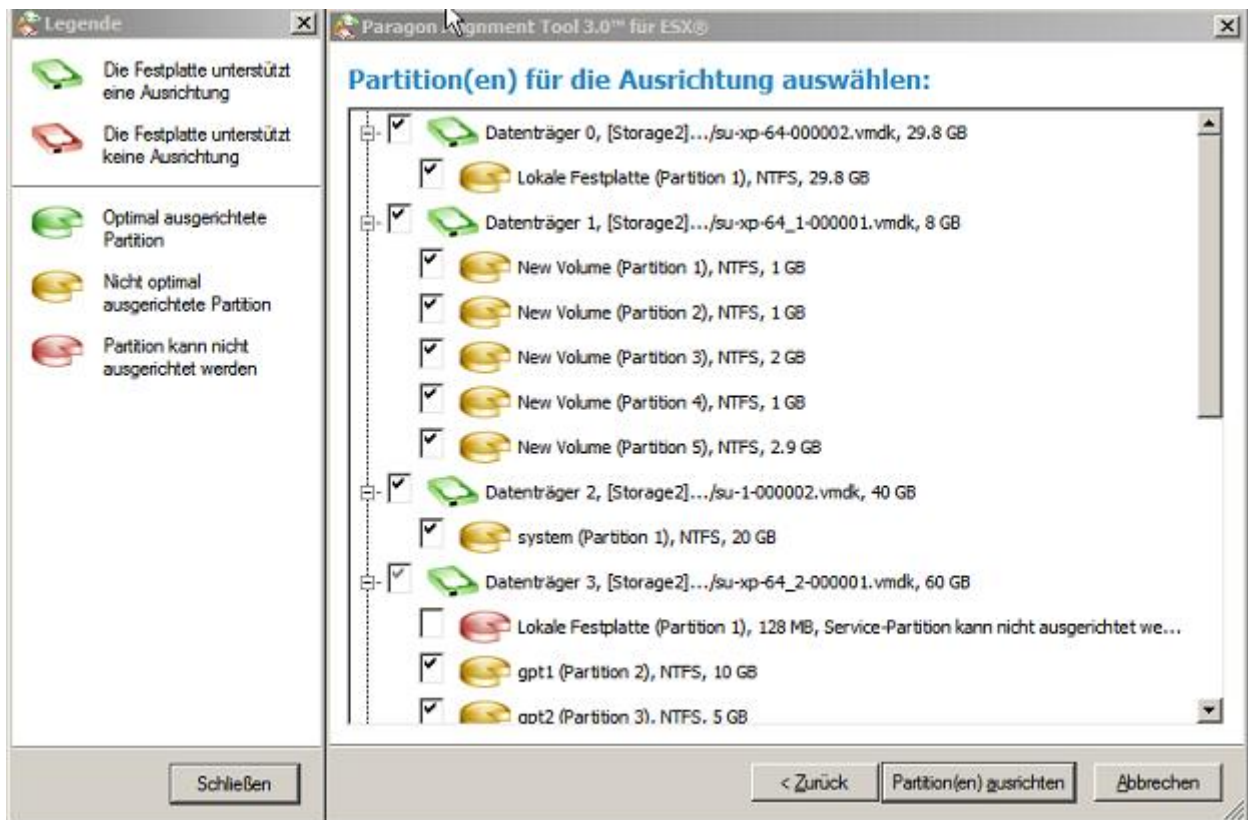 Legende
Die Festplatte unterstützt
eine Ausrichtung
Die Festplatte unterstützt
keine Ausrichtung
Optimal ausgerichtete
Partition
Nicht optimal
ausgerichtete Partition
Partition kann nicht
ausgerichtet werden
Schließen
Paragon Alignment Tool 3.0™ für ESX®
Partition(en) für die Ausrichtung auswählen:
Datenträger 0, [Storage2].../su-xp-64-000002.vmdk, 29.8 GB
Lokale Festplatte (Partition 1), NTFS, 29.8 GB
Datenträger 1, [Storage2].../su-xp-64_1-000001.vmdk, 8 GB
New Volume (Partition 1), NTFS, 1 GB
New Volume (Partition 2), NTFS, 1 GB
New Volume (Partition 3), NTFS, 2 GB
New Volume (Partition 4), NTFS, 1 GB
New Volume (Partition 5), NTFS, 2.9 GB
Datenträger 2, [Storage2].../su-1-000002.vmdk, 40 GB
system (Partition 1), NTFS, 20 GB
Datenträger 3, [Storage2].../su-xp-64_2-000001.vmdk, 60 GB
Lokale Festplatte (Partition 1), 128 MB, Service-Partition kann nicht ausgerichtet we...
gpt1 (Partition 2), NTFS, 10 GB
gpt2 (Partition 3), NTFS, 5 GB
< Zurück
Partition(en) ausrichten
Abbrechen